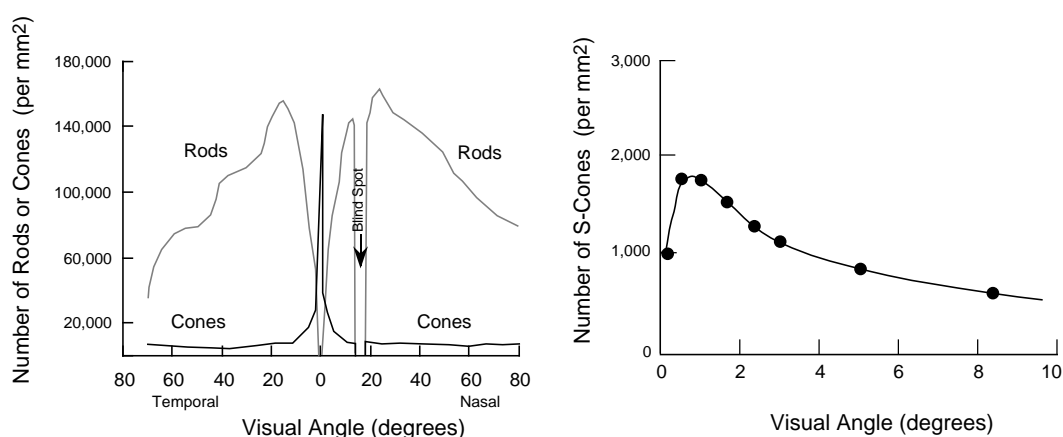 Number of Rods or Cones (per mm2)
180,000
140,000
100,000
60,000
20,000
Rods
Rods
Blind Spot
Cones
Cones
80 60 40 20 0 20 40 60 80
Temporal
Nasal
Visual Angle (degrees)
Number of S-Cones (per mm2)
3,000
2,000
1,000
0
0 2 4 6 8 10
Visual Angle (degrees)